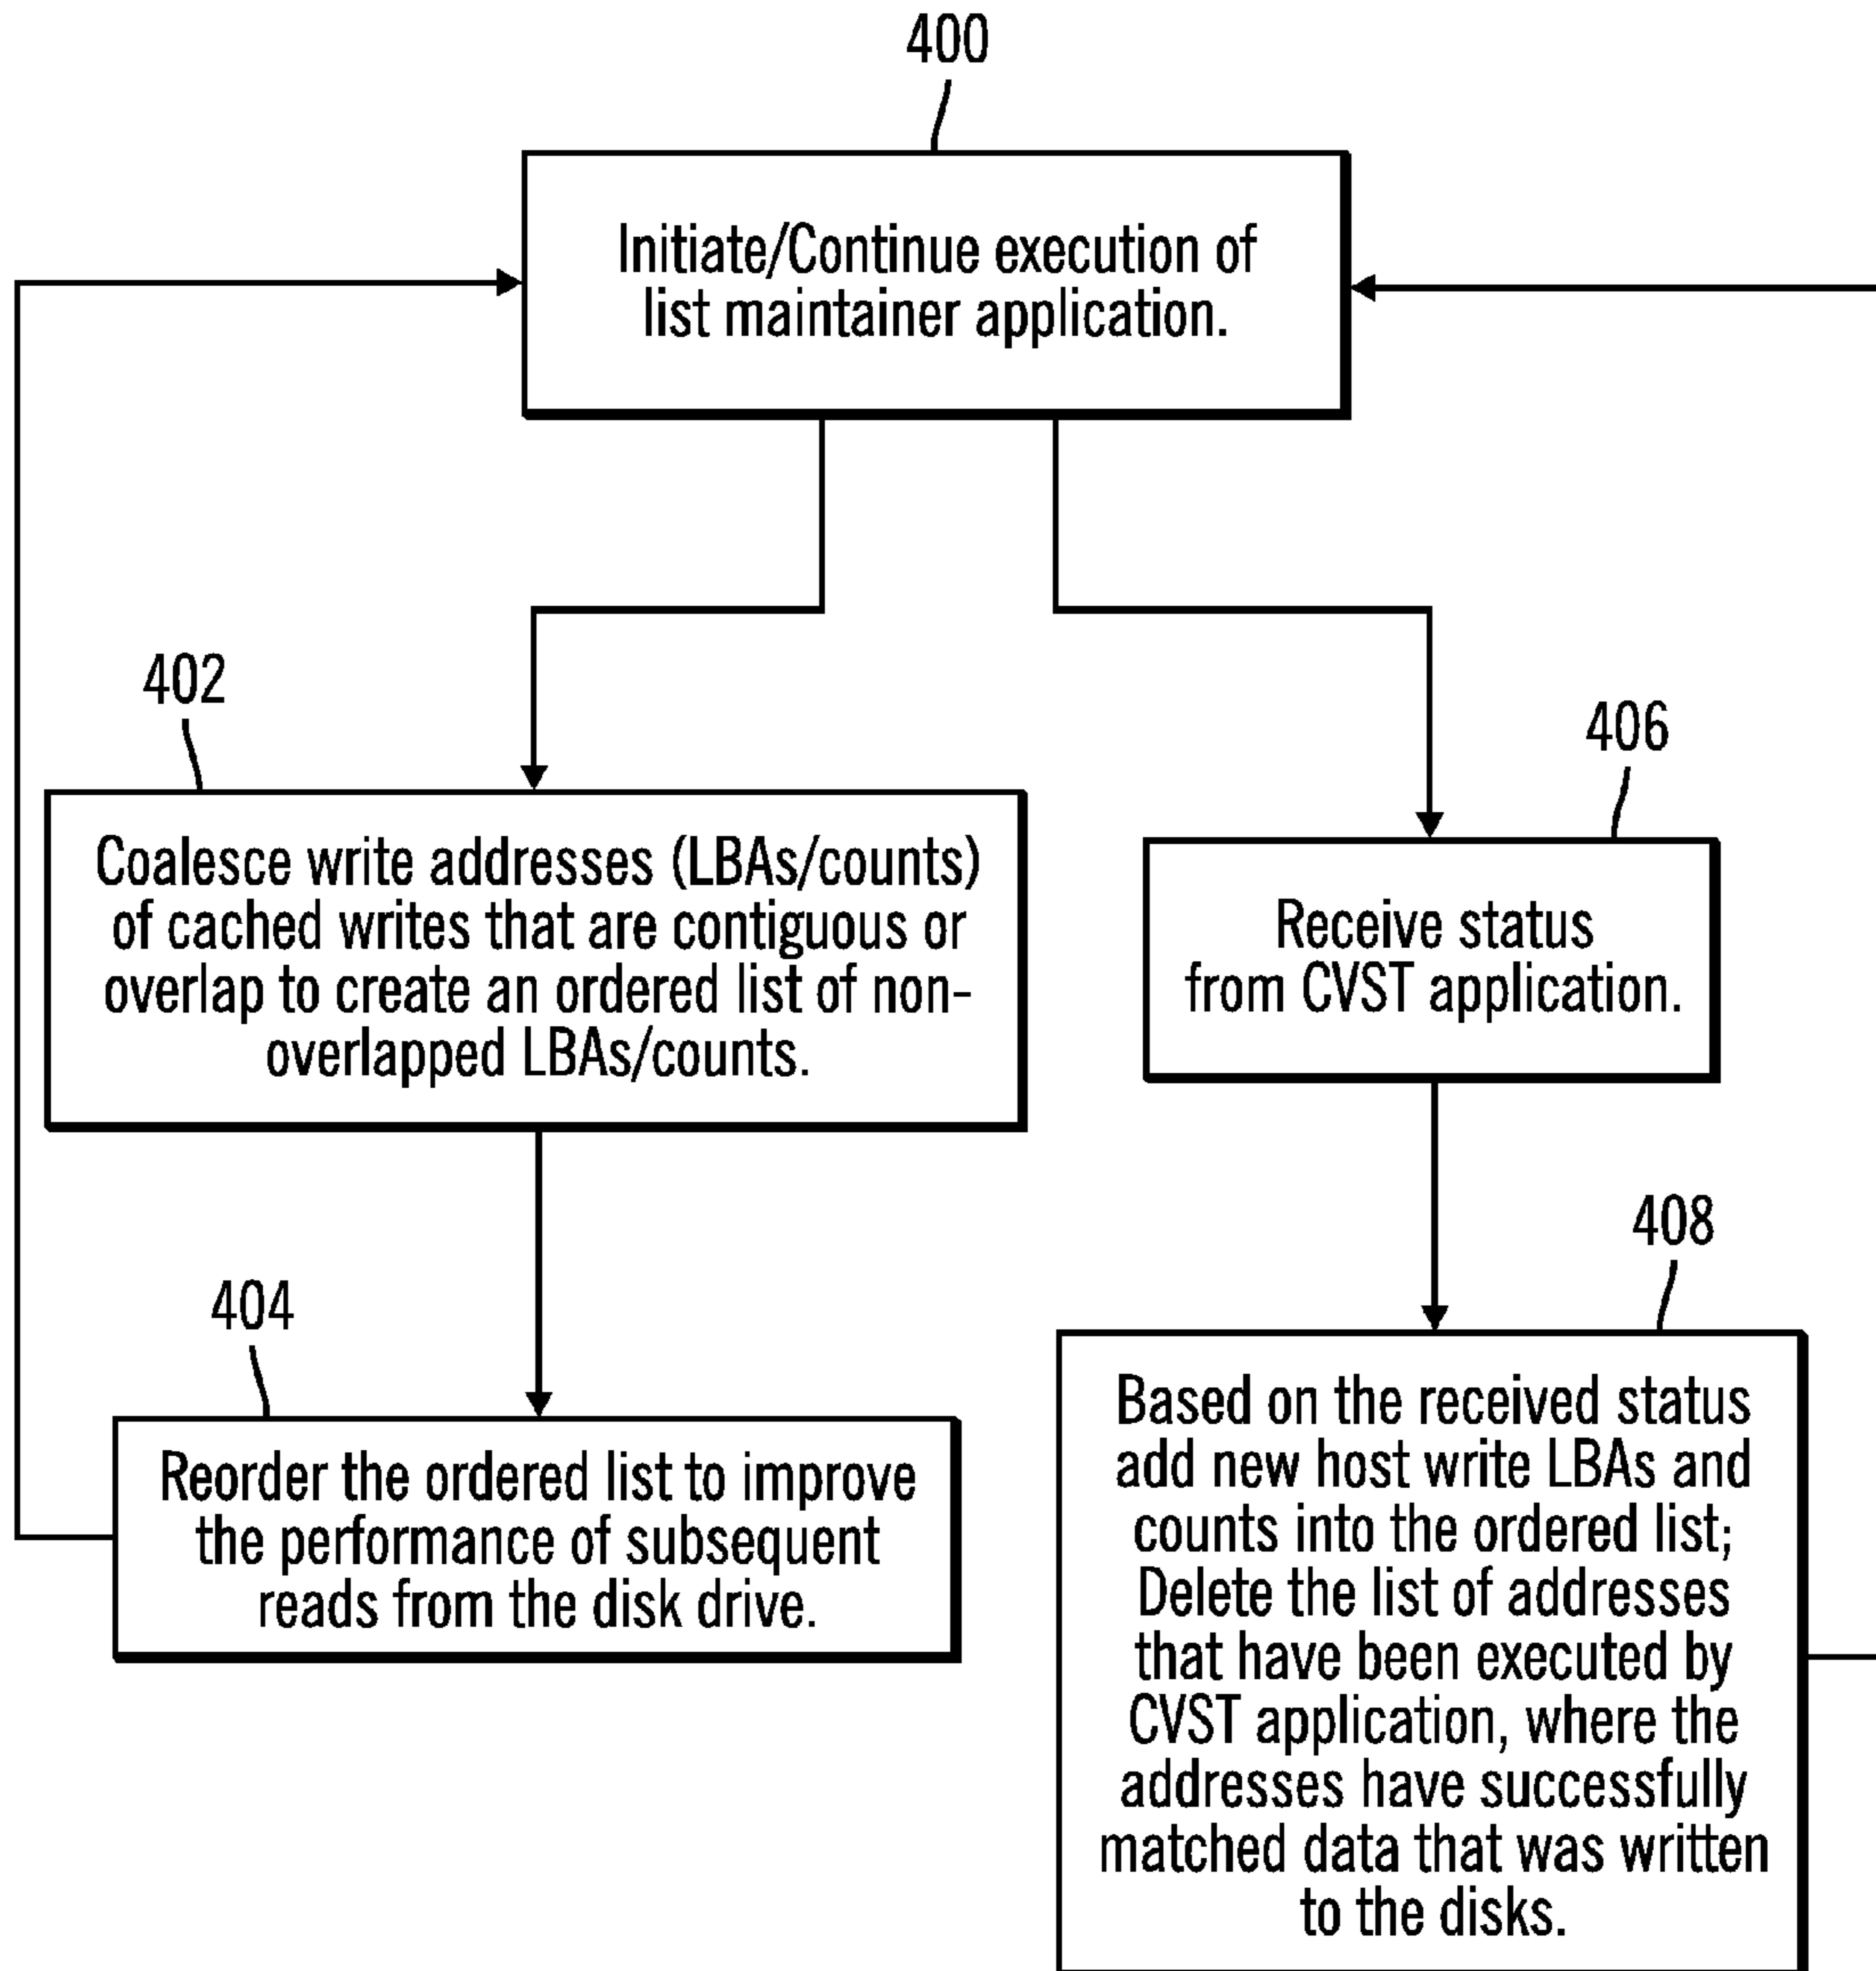 400
Initiate/Continue execution of
list maintainer application.
402
Coalesce write addresses (LBAs/counts)
of cached writes that are contiguous or
overlap to create an ordered list of non-
overlapped LBAs/counts.
406
Receive status
from CVST application.
404
Reorder the ordered list to improve
the performance of subsequent
reads from the disk drive.
408
Based on the received status
add new host write LBAs and
counts into the ordered list;
Delete the list of addresses
that have been executed by
CVST application, where the
addresses have successfully
matched data that was written
to the disks.